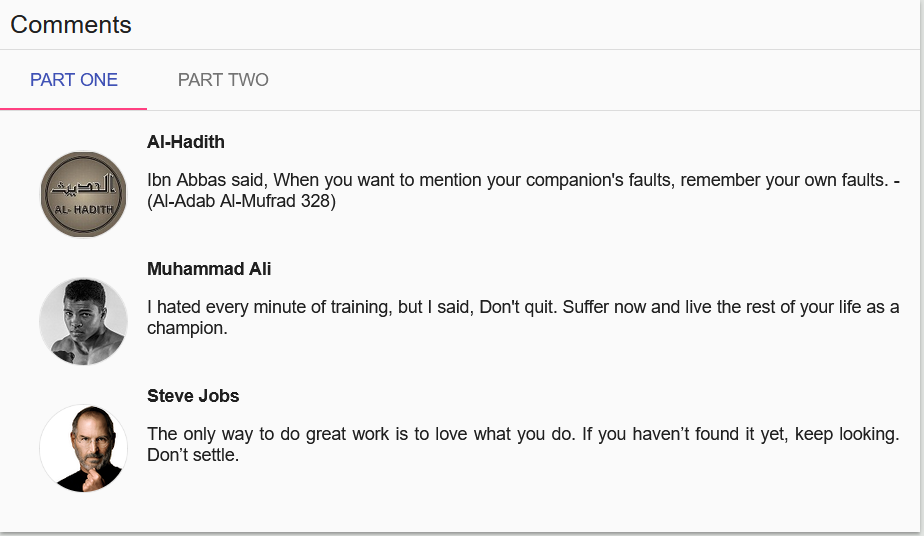 Comments
PART ONE PART TWO
Al-Hadith
الحديث
AL- HADITH
Ibn Abbas said, When you want to mention your companion's faults, remember your own faults. -
(Al-Adab Al-Mufrad 328)
Muhammad Ali
I hated every minute of training, but I said, Don't quit. Suffer now and live the rest of your life as a
champion.
Steve Jobs
The only way to do great work is to love what you do. If you haven’t found it yet, keep looking.
Don’t settle.